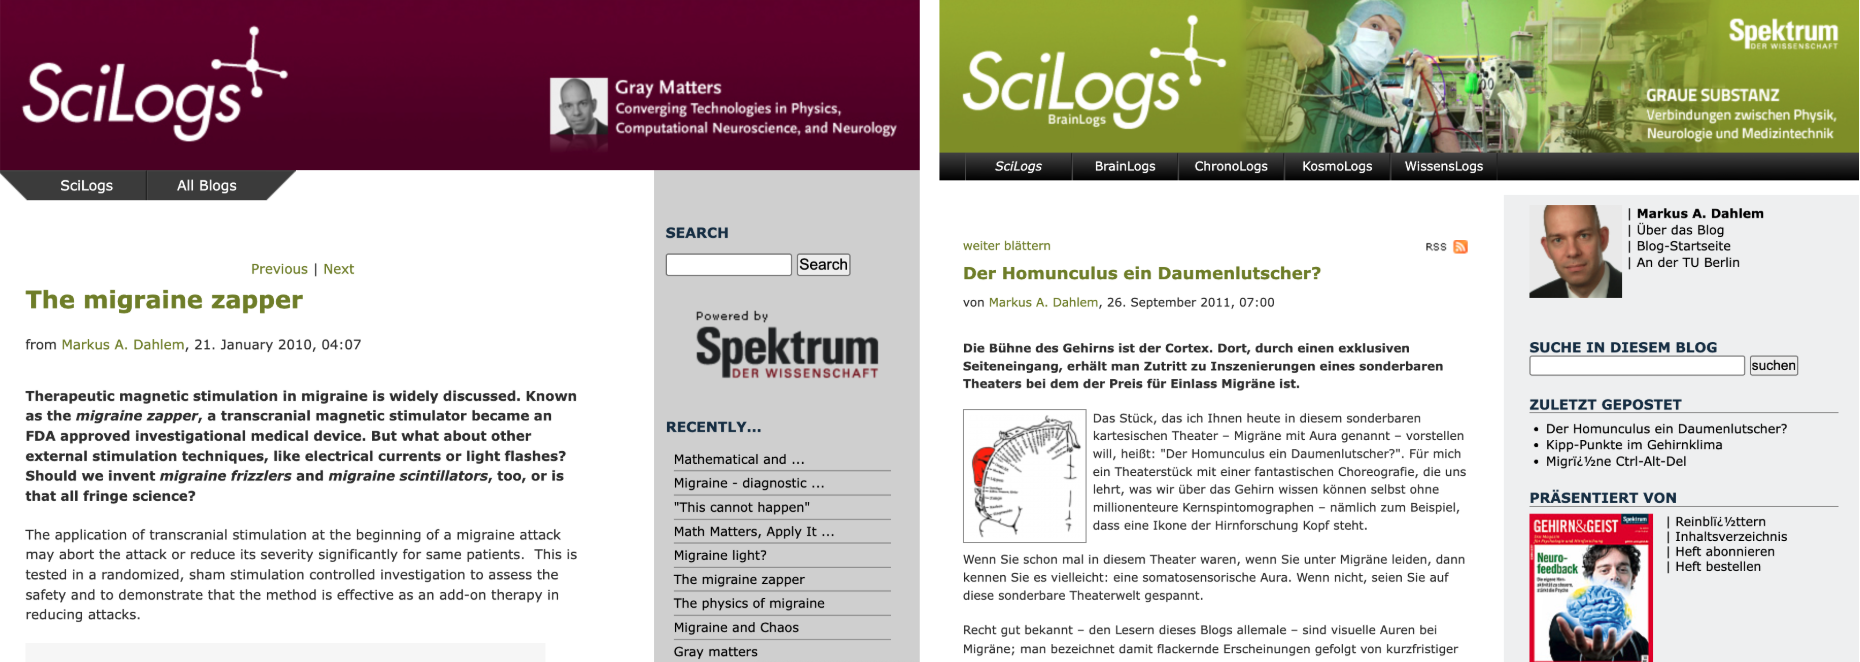 SciLogs
Gray Matters
Converging Technologies in Physics,
Computational Neuroscience, and Neurology
SciLogs
All Blogs
Previous | Next
The migraine zapper
from Markus A. Dahlem, 21. January 2010, 04:07
Therapeutic magnetic stimulation in migraine is widely discussed. Known
as the migraine zapper, a transcranial magnetic stimulator became an
FDA approved investigational medical device. But what about other
external stimulation techniques, like electrical currents or light flashes?
Should we invent migraine frizzlers and migraine scintillators, too, or is
that all fringe science?
The application of transcranial stimulation at the beginning of a migraine attack
may abort the attack or reduce its severity significantly for same patients.  This is
tested in a randomized, sham stimulation controlled investigation to assess the
safety and to demonstrate that the method is effective as an add-on therapy in
reducing attacks.
SEARCH
Search
Powered by
Spektrum
DER WISSENSCHAFT
RECENTLY...
Mathematical and ...
Migraine - diagnostic ...
"This cannot happen"
Math Matters, Apply It ...
Migraine light?
The migraine zapper
The physics of migraine
Migraine and Chaos
Gray matters
SciLogs
BrainLogs
Spektrum
DER WISSENSCHAFT
GRAUE SUBSTANZ
Verbindungen zwischen Physik,
Neurologie und Medizintechnik
SciLogs
BrainLogs
ChronoLogs
KosmoLogs
WissensLogs
weiter blättern
RSS
Der Homunculus ein Daumenlutscher?
von Markus A. Dahlem, 26. September 2011, 07:00
Die Bühne des Gehirns ist der Cortex. Dort, durch einen exklusiven
Seiteneingang, erhält man Zutritt zu Inszenierungen eines sonderbaren
Theaters bei dem der Preis für Einlass Migräne ist.
Das Stück, das ich Ihnen heute in diesem sonderbaren
kartesischen Theater – Migräne mit Aura genannt – vorstellen
will, heißt: "Der Homunculus ein Daumenlutscher?". Für mich
ein Theaterstück mit einer fantastischen Choreografie, die uns
lehrt, was wir über das Gehirn wissen können selbst ohne
millionenteure Kernspintomographen – nämlich zum Beispiel,
dass eine Ikone der Hirnforschung Kopf steht.
Wenn Sie schon mal in diesem Theater waren, wenn Sie unter Migräne leiden, dann
kennen Sie es vielleicht: eine somatosensorische Aura. Wenn nicht, seien Sie auf
diese sonderbare Theaterwelt gespannt.
Recht gut bekannt – den Lesern dieses Blogs allemale – sind visuelle Auren bei
Migräne; man bezeichnet damit flackernde Erscheinungen gefolgt von kurzfristiger
| Markus A. Dahlem
| Über das Blog
| Blog-Startseite
| An der TU Berlin
SUCHE IN DIESEM BLOG
suchen
ZULETZT GEPOSTET
• Der Homunculus ein Daumenlutscher?
• Kipp-Punkte im Gehirnklima
• Migrï¿½ne Ctrl-Alt-Del
PRÄSENTIERT VON
| Reinblï¿½ttern
| Inhaltsverzeichnis
| Heft abonnieren
| Heft bestellen
Spektrum
GEHIRN&GEIST
Neuro-
feedback